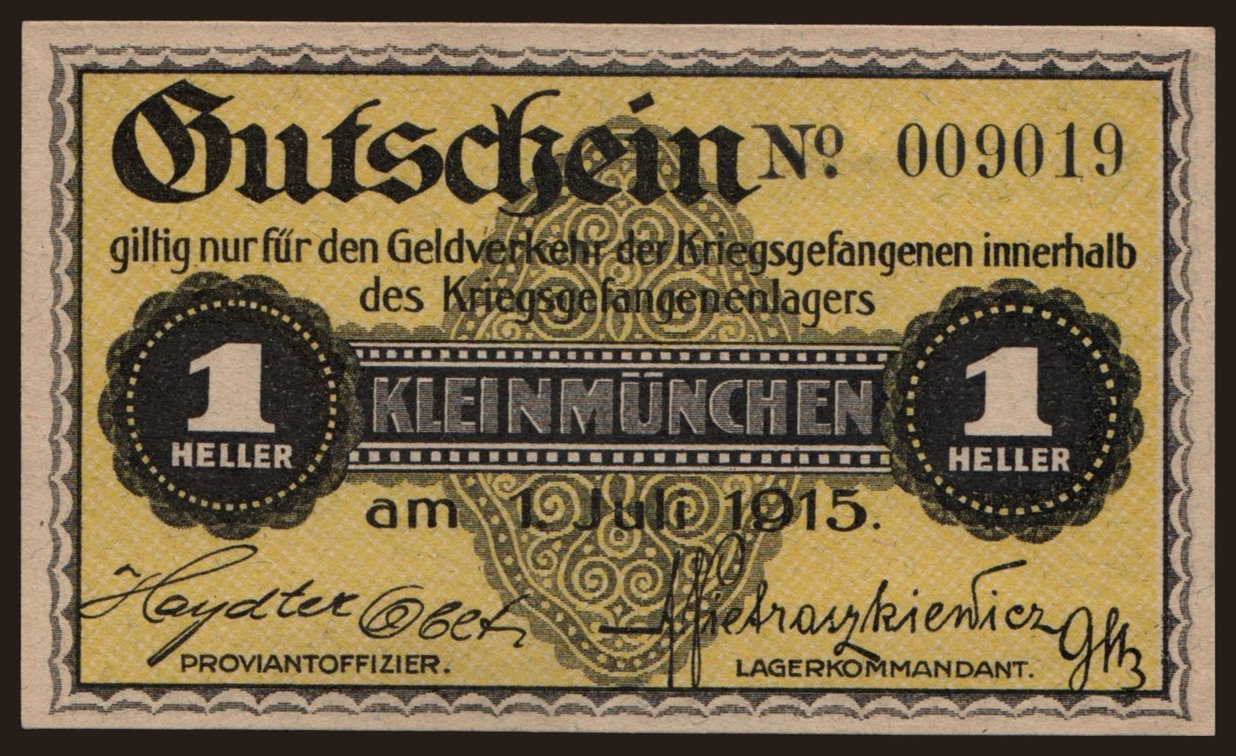 Gutschein No. 009019
giltig nur für den Geldverkehr der Kriegsgefangenen innerhalb
des Kriegsgefangenenlagers
1 HELLER
KLEINMÜNCHEN
1 HELLER
am 1. Juli 1915.
Haydter
Pietraszkiewicz
PROVIANTOFFIZIER.
LAGERKOMMANDANT.